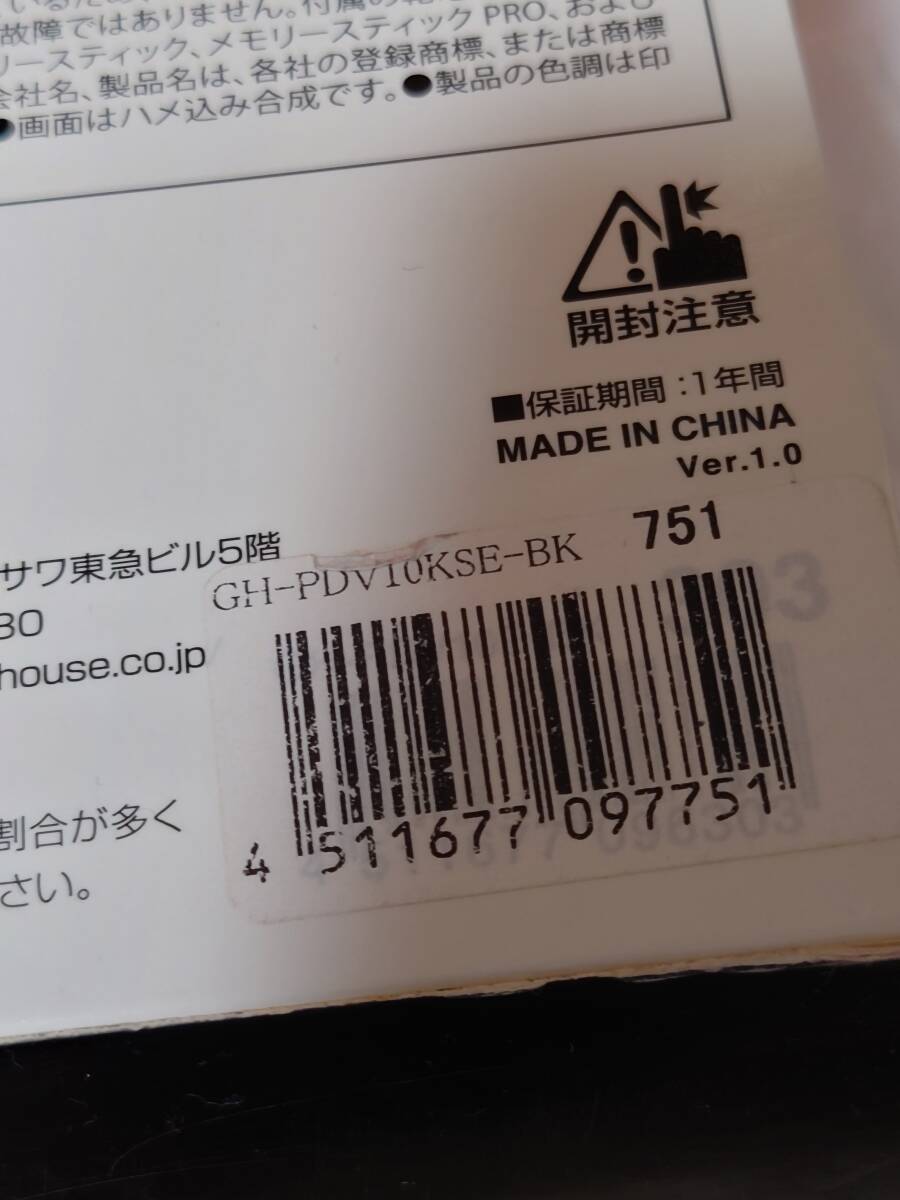 故障ではありません。付属の
リースティック、メモリースティック PRO、および
会社名、製品名は、各社の登録商標、または商標
●画面はハメ込み合成です。●製品の色調は印
開封注意
■保証期間 :1年間
MADE IN CHINA
Ver.1.0
サワ東急ビル5階
30
house.co.jp
GH-PDV10KSE-BK 751
4 511677 097751
割合が多く
さい。